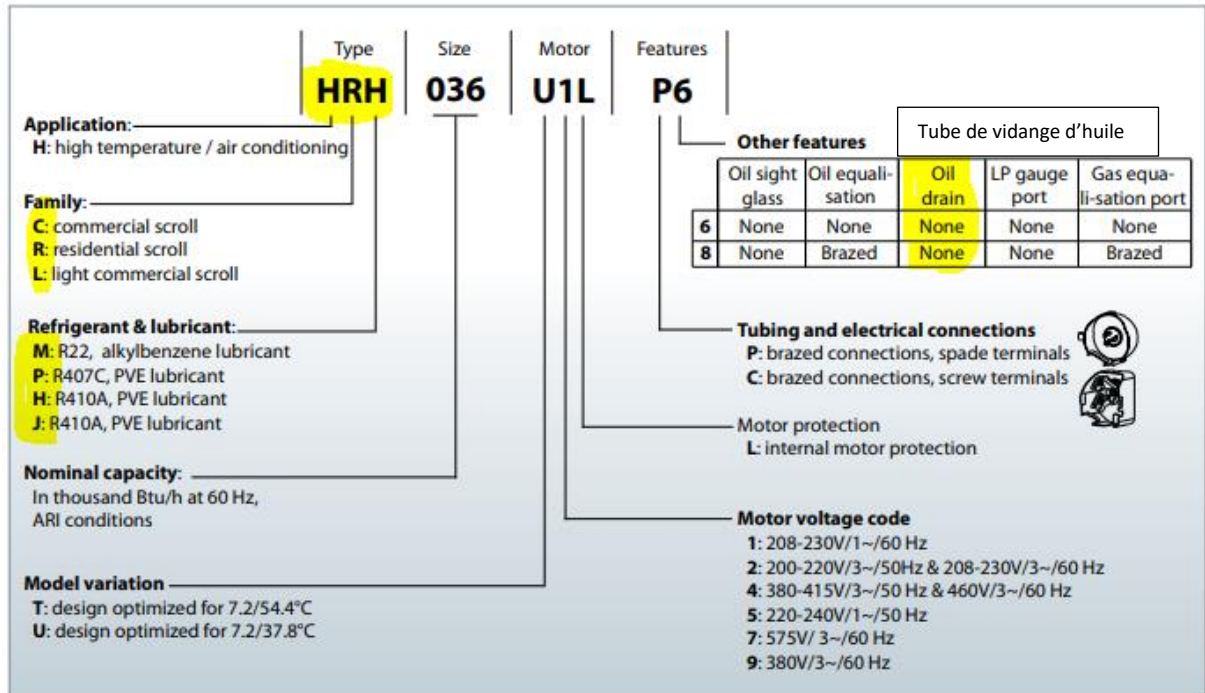 Type Size Motor Features
HRH 036 U1L P6
Application:
H: high temperature / air conditioning
Family:
C: commercial scroll
R: residential scroll
L: light commercial scroll
Refrigerant & lubricant:
M: R22, alkylbenzene lubricant
P: R407C, PVE lubricant
H: R410A, PVE lubricant
J: R410A, PVE lubricant
Nominal capacity:
In thousand Btu/h at 60 Hz,
ARI conditions
Model variation
T: design optimized for 7.2/54.4°C
U: design optimized for 7.2/37.8°C
Tube de vidange d’huile
Other features
Oil sight Oil equali- Oil LP gauge Gas equa-
glass sation drain port li-sation port
6 None None None None None
8 None Brazed None None Brazed
Tubing and electrical connections
P: brazed connections, spade terminals
C: brazed connections, screw terminals
Motor protection
L: internal motor protection
Motor voltage code
1: 208-230V/1~/60 Hz
2: 200-220V/3~/50Hz & 208-230V/3~/60 Hz
4: 380-415V/3~/50 Hz & 460V/3~/60 Hz
5: 220-240V/1~/50 Hz
7: 575V/ 3~/60 Hz
9: 380V/3~/60 Hz